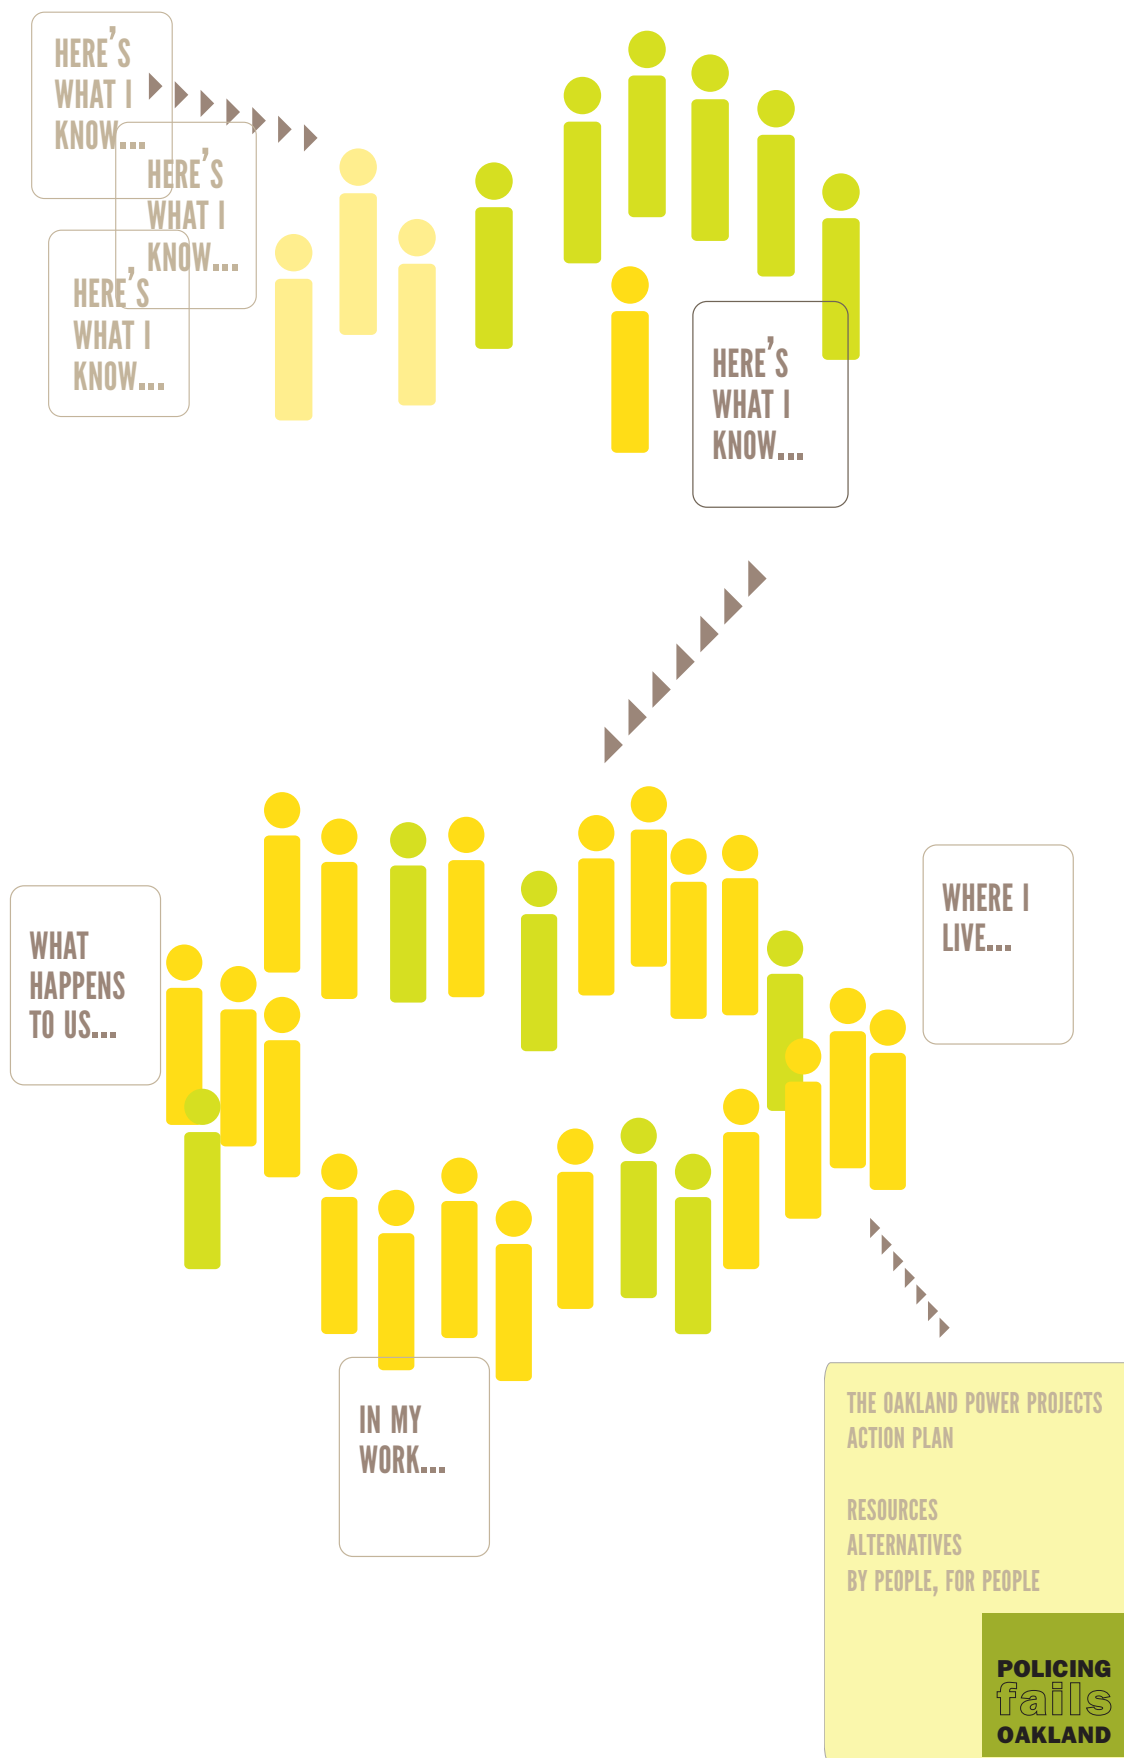 HERE'S
WHAT I
KNOW...
HERE'S
WHAT I
KNOW...
HERE'S
WHAT I
KNOW...
HERE'S
WHAT I
KNOW...
WHAT
HAPPENS
TO US...
WHERE I
LIVE...
IN MY
WORK...
THE OAKLAND POWER PROJECTS
ACTION PLAN
RESOURCES
ALTERNATIVES
BY PEOPLE, FOR PEOPLE
POLICING
fails
OAKLAND